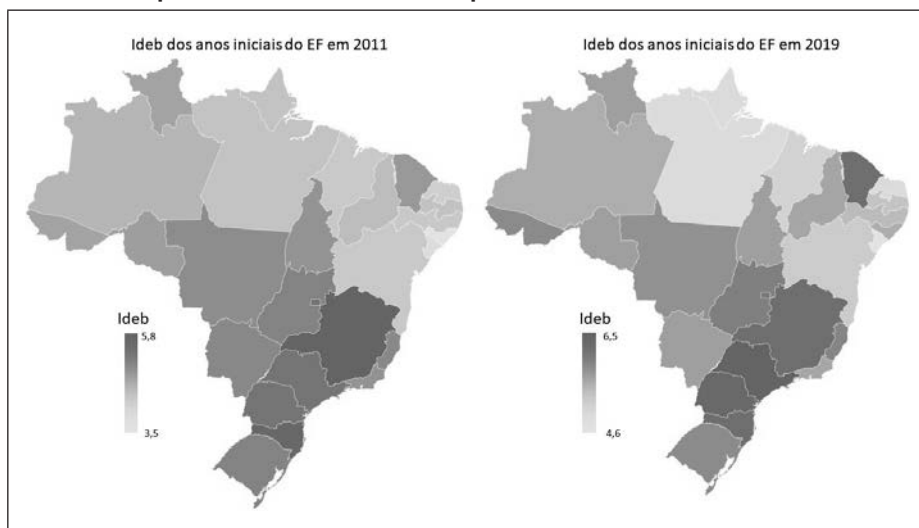 Ideb dos anos iniciais do EF em 2011
Ideb
5,8
3,5
Ideb dos anos iniciais do EF em 2019
Ideb
6,5
4,6